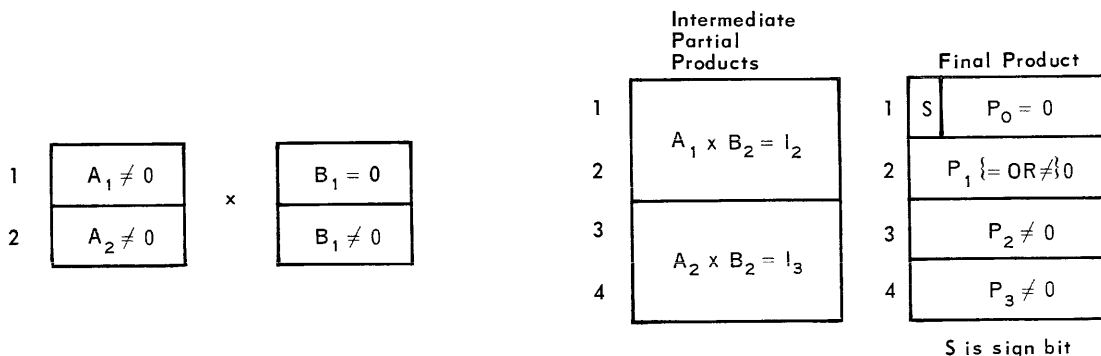 Intermediate
Partial
Products
Final Product
1 A₁ ≠ 0 × B₁ = 0
2 A₂ ≠ 0 B₁ ≠ 0
1
2
A₁ × B₂ = I₂
3
4
A₂ × B₂ = I₃
1 S P₀ = 0
2 P₁ {= OR ≠} 0
3 P₂ ≠ 0
4 P₃ ≠ 0
S is sign bit